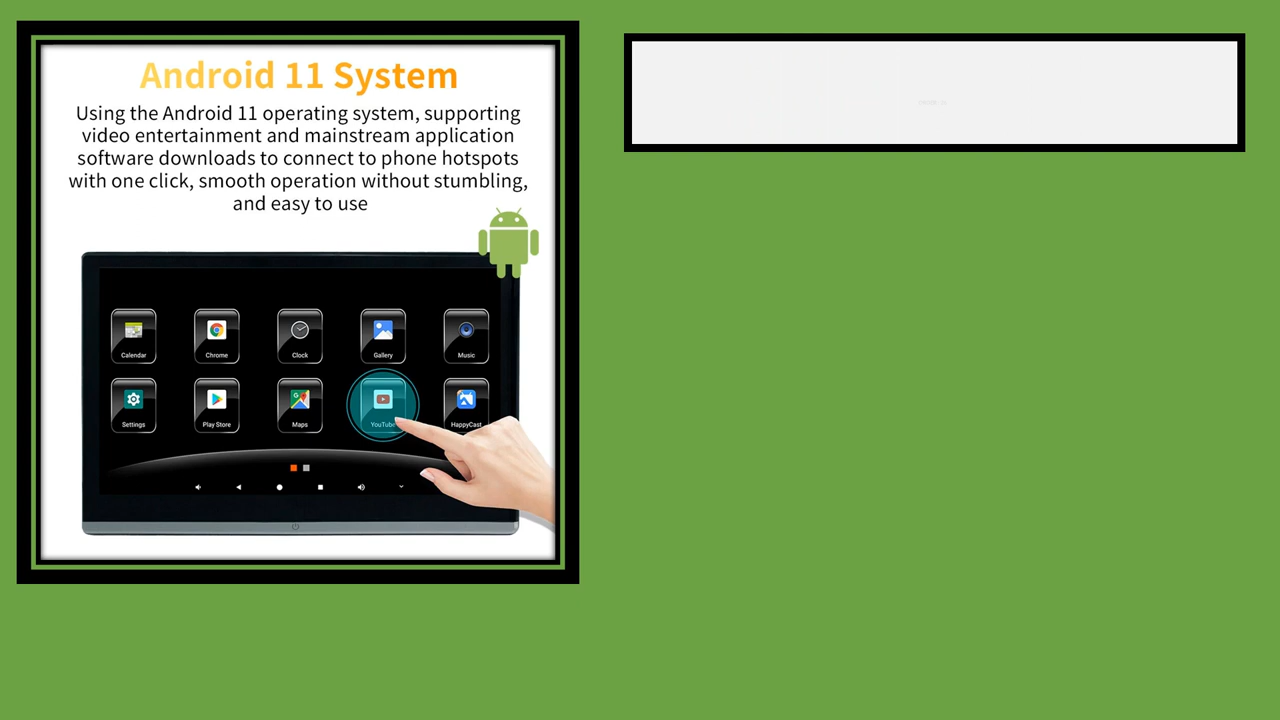 Android 11 System
Using the Android 11 operating system, supporting
video entertainment and mainstream application
software downloads to connect to phone hotspots
with one click, smooth operation without stumbling,
and easy to use
Calendar
Chrome
Clock
Gallery
Music
Settings
Play Store
Maps
YouTube
HappyCast